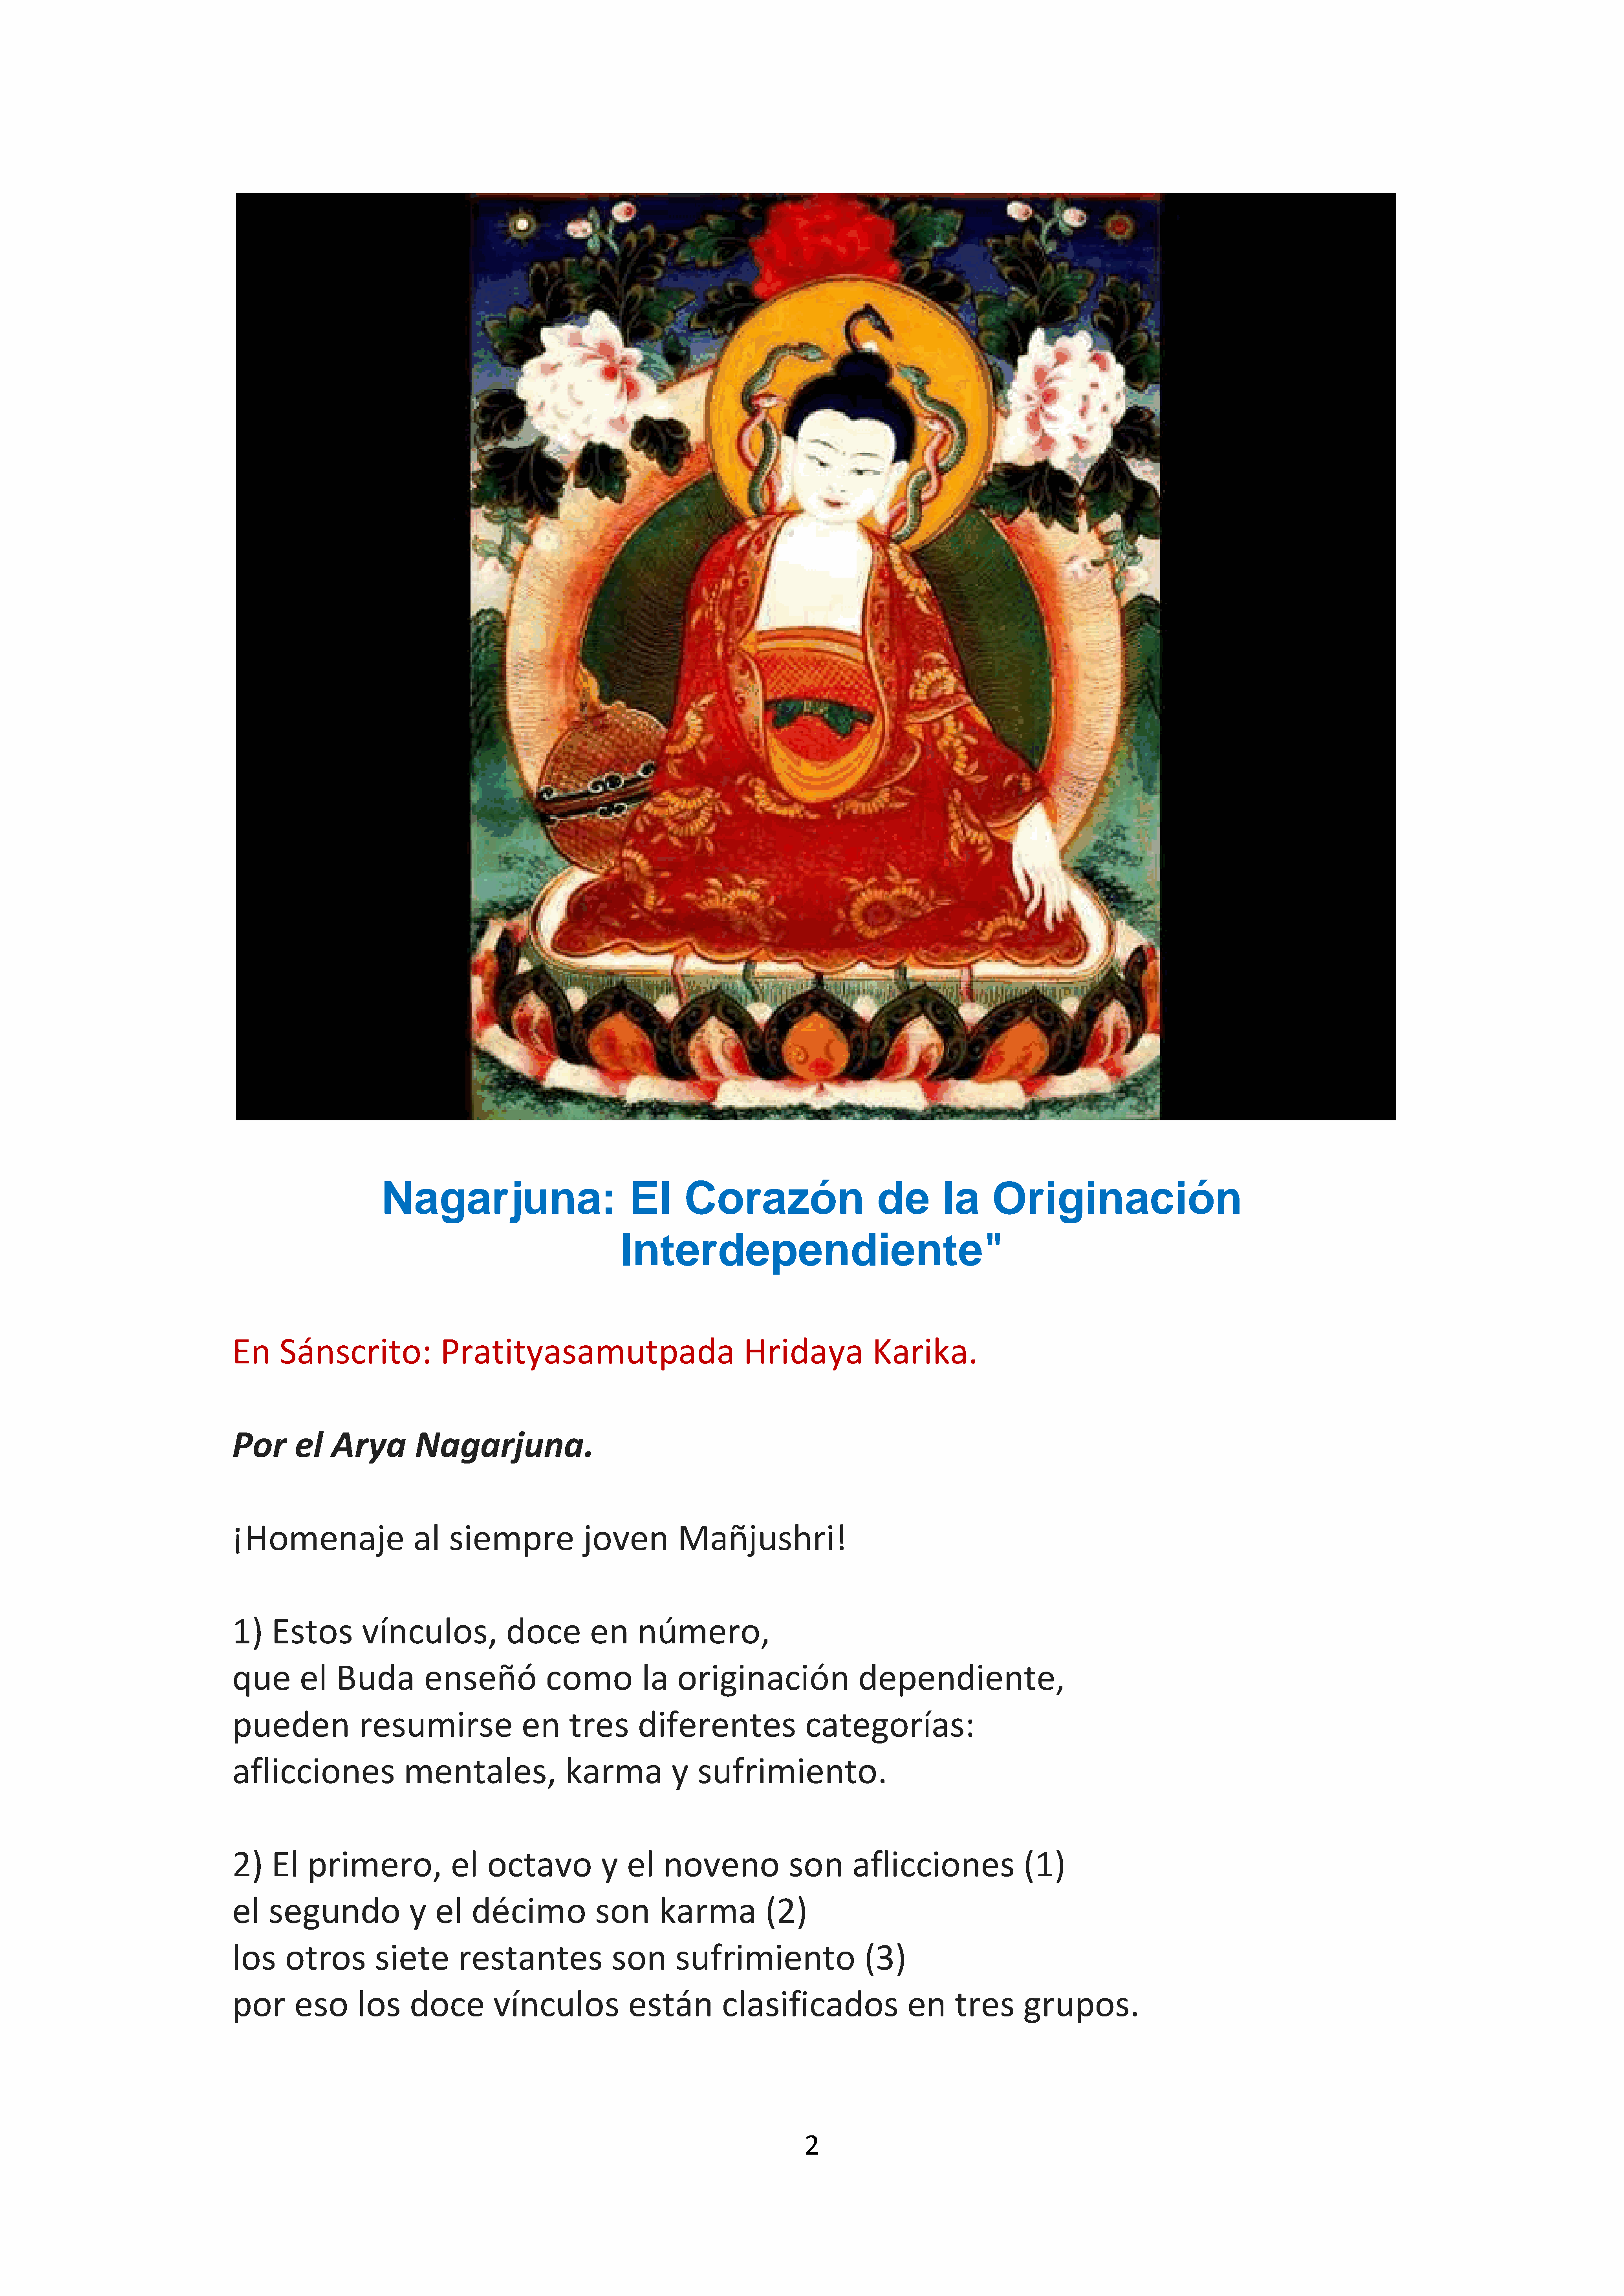 Nagarjuna: El Corazón de la Originación
Interdependiente"
En Sánscrito: Pratityasamutpada Hridaya Karika.
Por el Arya Nagarjuna.
¡Homenaje al siempre joven Mañjushri!
1) Estos vínculos, doce en número,
que el Buda enseñó como la originación dependiente,
pueden resumirse en tres diferentes categorías:
aflicciones mentales, karma y sufrimiento.
2) El primero, el octavo y el noveno son aflicciones (1)
el segundo y el décimo son karma (2)
los otros siete restantes son sufrimiento (3)
por eso los doce vínculos están clasificados en tres grupos.
2